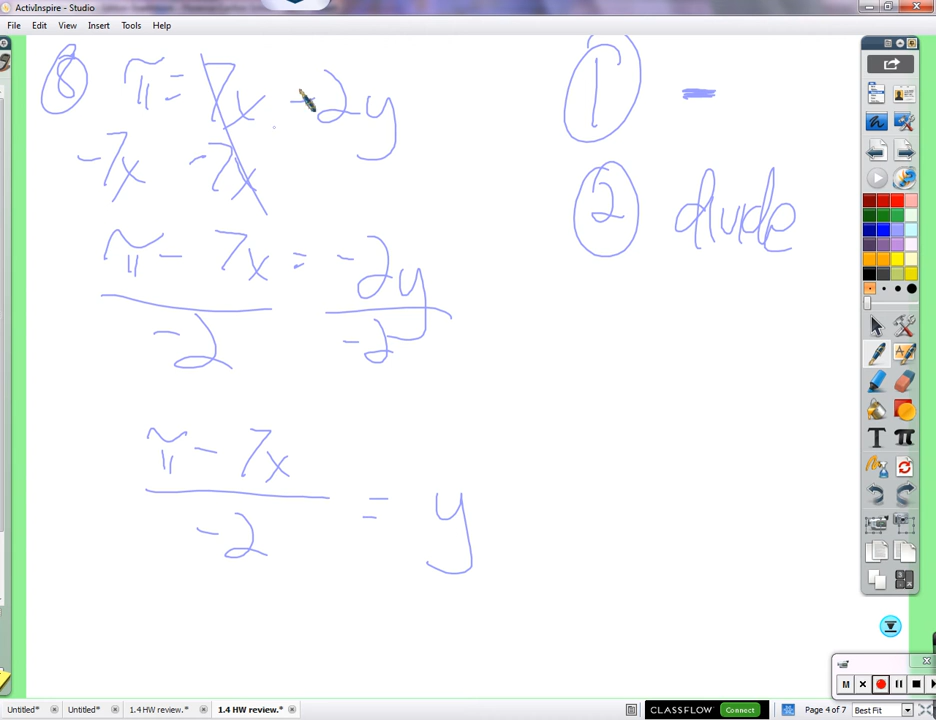 ActivInspire - Studio
File Edit View Insert Tools Help
8 π = 7x - 2y
-7x -7x
π - 7x = -2y
-2 -2
π - 7x
-2
= y
1 -
2 divide
Untitled* Untitled* 1.4 HW review.* 1.4 HW review.*
CLASSFLOW Connect
Page 4 of 7 Best Fit
M